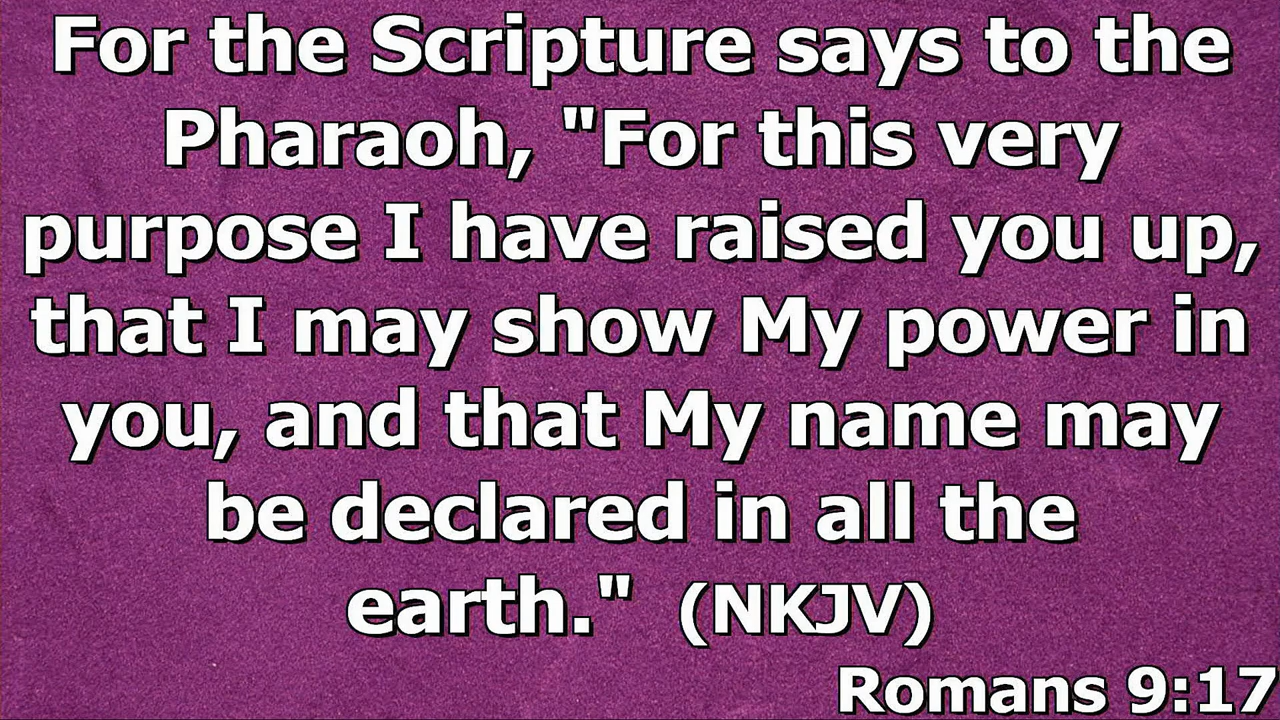 For the Scripture says to the
Pharaoh, "For this very
purpose I have raised you up,
that I may show My power in
you, and that My name may
be declared in all the
earth." (NKJV)
Romans 9:17